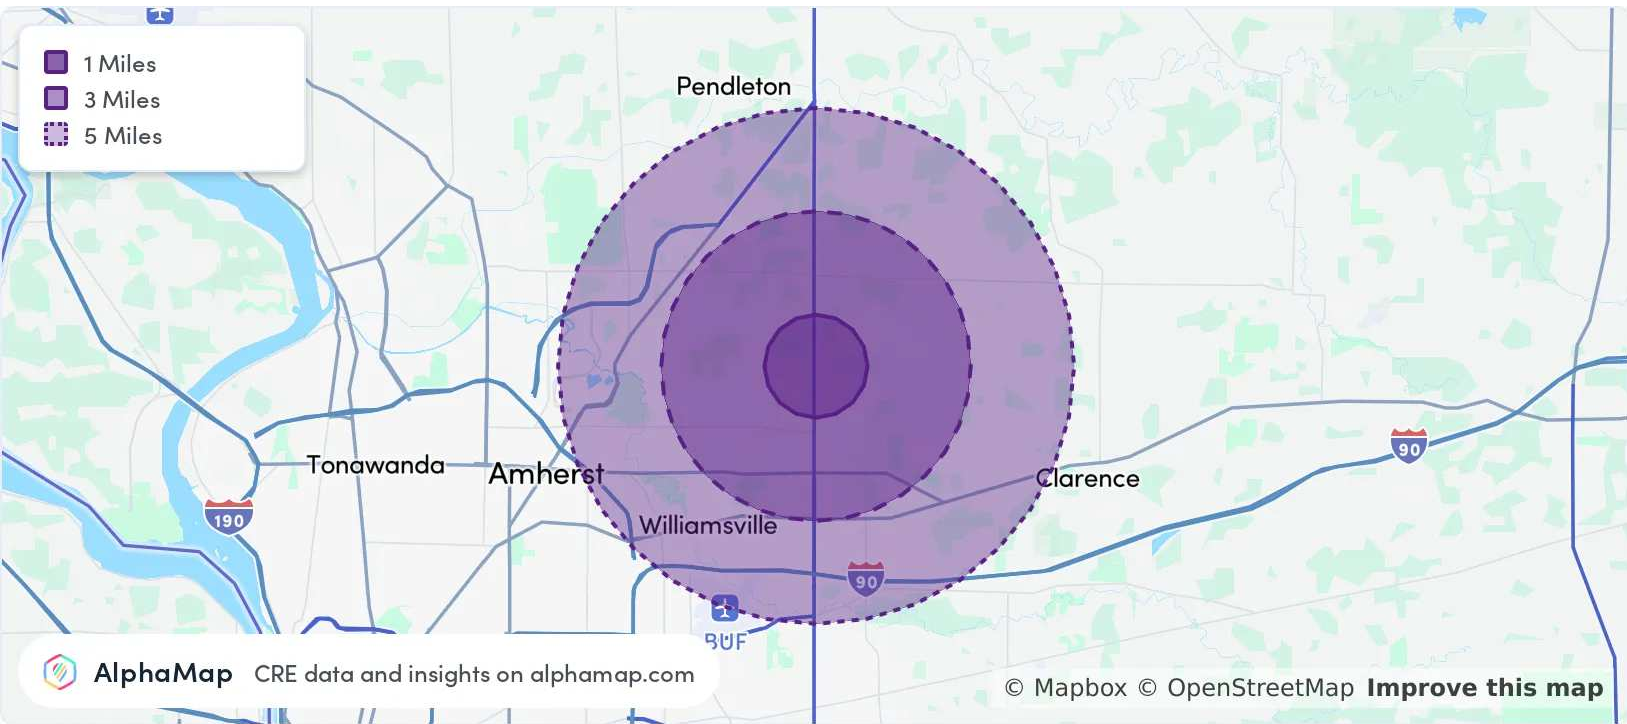 1 Miles
3 Miles
5 Miles
Pendleton
Tonawanda
Amherst
Clarence
Williamsville
90
190
90
BUF
AlphaMap CRE data and insights on alphamap.com
© Mapbox © OpenStreetMap Improve this map